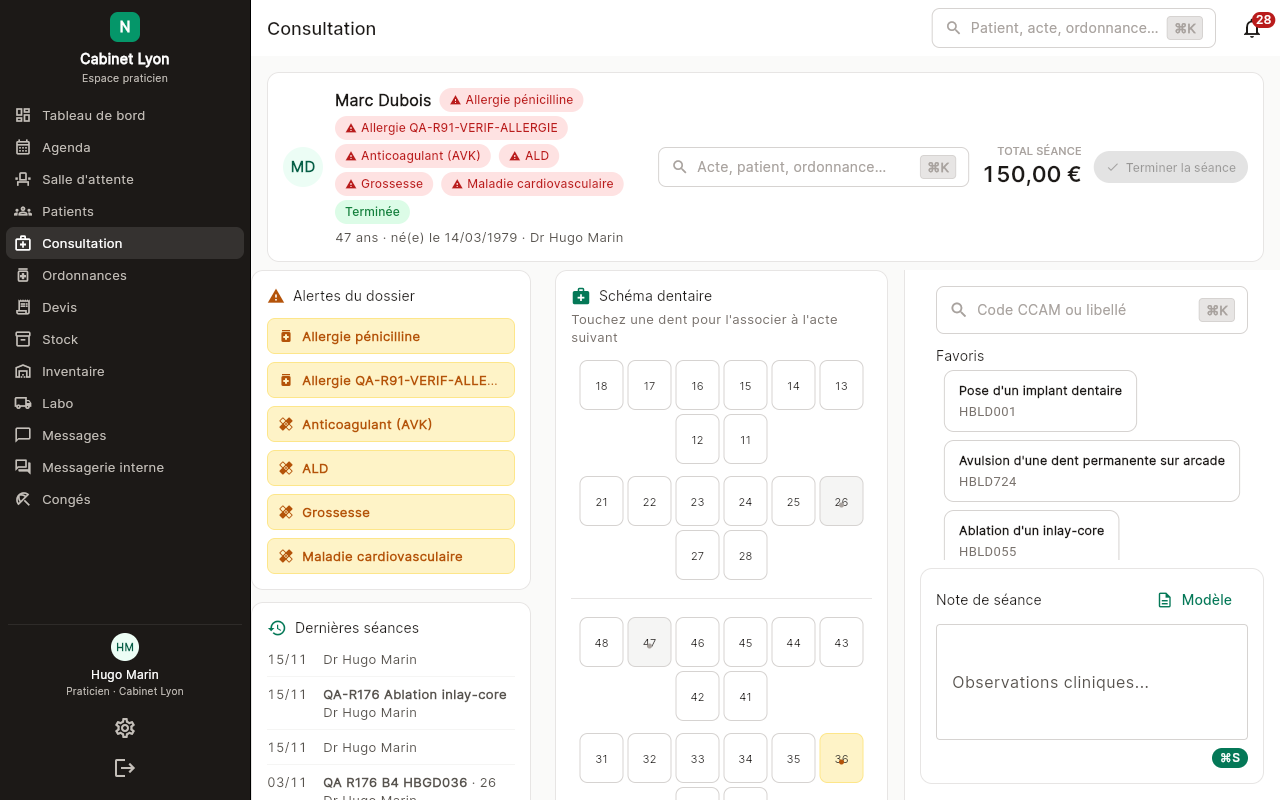 N
Cabinet Lyon
Espace praticien
Tableau de bord
Agenda
Salle d'attente
Patients
Consultation
Ordonnances
Devis
Stock
Inventaire
Labo
Messages
Messagerie interne
Congés
HM
Hugo Marin
Praticien · Cabinet Lyon
Consultation
Patient, acte, ordonnance... ⌘K
28
MD
Marc Dubois Allergie pénicilline
Allergie QA-R91-VERIF-ALLERGIE
Anticoagulant (AVK) ALD
Grossesse Maladie cardiovasculaire
Terminée
47 ans · né(e) le 14/03/1979 · Dr Hugo Marin
Acte, patient, ordonnance... ⌘K
TOTAL SÉANCE
150,00 €
Terminer la séance
Alertes du dossier
Allergie pénicilline
Allergie QA-R91-VERIF-ALLE...
Anticoagulant (AVK)
ALD
Grossesse
Maladie cardiovasculaire
Dernières séances
15/11 Dr Hugo Marin
15/11 QA-R176 Ablation inlay-core
Dr Hugo Marin
15/11 Dr Hugo Marin
03/11 QA R176 B4 HBGD036 · 26
Dr Hugo Marin
Schéma dentaire
Touchez une dent pour l'associer à l'acte
suivant
18 17 16 15 14 13
12 11
21 22 23 24 25 26
27 28
48 47 46 45 44 43
42 41
31 32 33 34 35 36
Code CCAM ou libellé ⌘K
Favoris
Pose d'un implant dentaire
HBLD001
Avulsion d'une dent permanente sur arcade
HBLD724
Ablation d'un inlay-core
HBLD055
Note de séance
Modèle
Observations cliniques...
⌘S